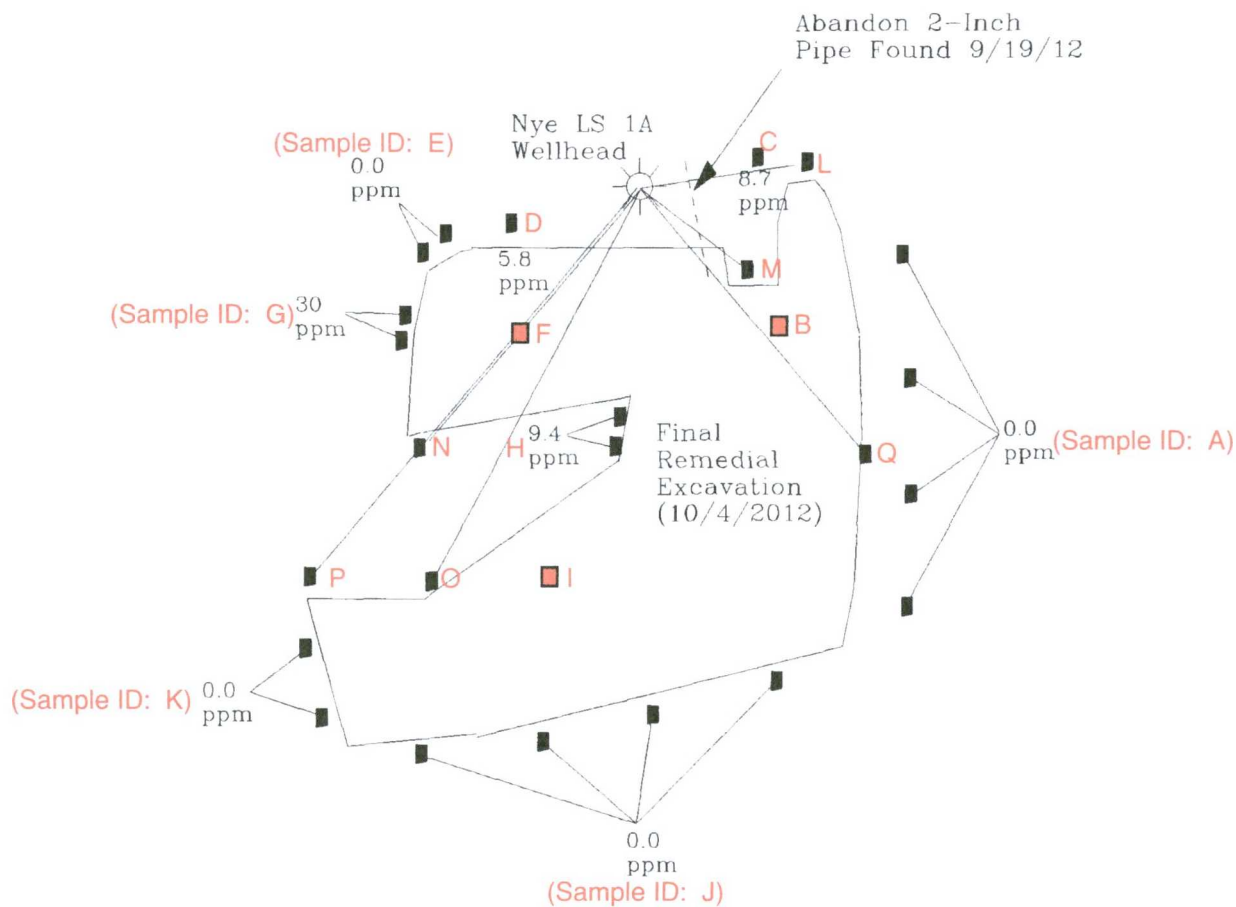 Abandon 2-Inch
Pipe Found 9/19/12
Nye LS 1A
Wellhead
(Sample ID: E)
0.0
ppm
C
L
8.7
ppm
D
5.8
ppm
M
(Sample ID: G)
30
ppm
F
B
N
H
9.4
ppm
Final
Remedial
Excavation
(10/4/2012)
Q
0.0
ppm
(Sample ID: A)
P
O
I
(Sample ID: K)
0.0
ppm
0.0
ppm
(Sample ID: J)